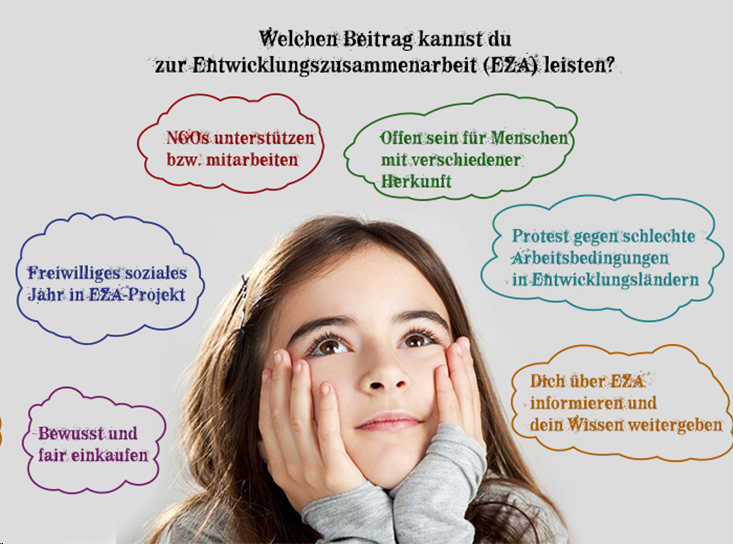 Welchen Beitrag kannst du
zur Entwicklungszusammenarbeit (EZA) leisten?
NGOs unterstützen
bzw. mitarbeiten
Offen sein für Menschen
mit verschiedener
Herkunft
Protest gegen schlechte
Arbeitsbedingungen
in Entwicklungsländern
Freiwilliges soziales
Jahr in EZA-Projekt
Dich über EZA
informieren und
dein Wissen weitergeben
Bewusst und
fair einkaufen